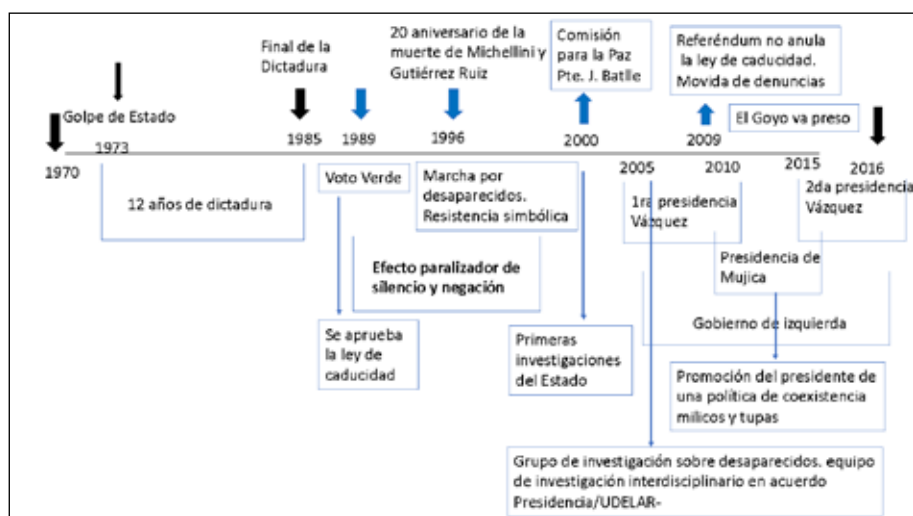 Final de la
Dictadura
20 aniversario de la
muerte de Michellini y
Gutiérrez Ruiz
Comisión
para la Paz
Pte. J. Batlle
Referéndum no anula
la ley de caducidad.
Movida de denuncias
Golpe de Estado
El Goyo va preso
1970
1973
1985
1989
1996
2000
2005
2009
2010
2015
2016
12 años de dictadura
Voto Verde
Marcha por
desaparecidos.
Resistencia simbólica
1ra presidencia
Vázquez
2da presidencia
Vázquez
Efecto paralizador de
silencio y negación
Presidencia de
Mujica
Gobierno de izquierda
Se aprueba
la ley de
caducidad
Primeras
investigaciones
del Estado
Promoción del presidente de
una política de coexistencia
milicos y tupas
Grupo de investigación sobre desaparecidos. equipo
de investigación interdisciplinario en acuerdo
Presidencia/UDELAR-